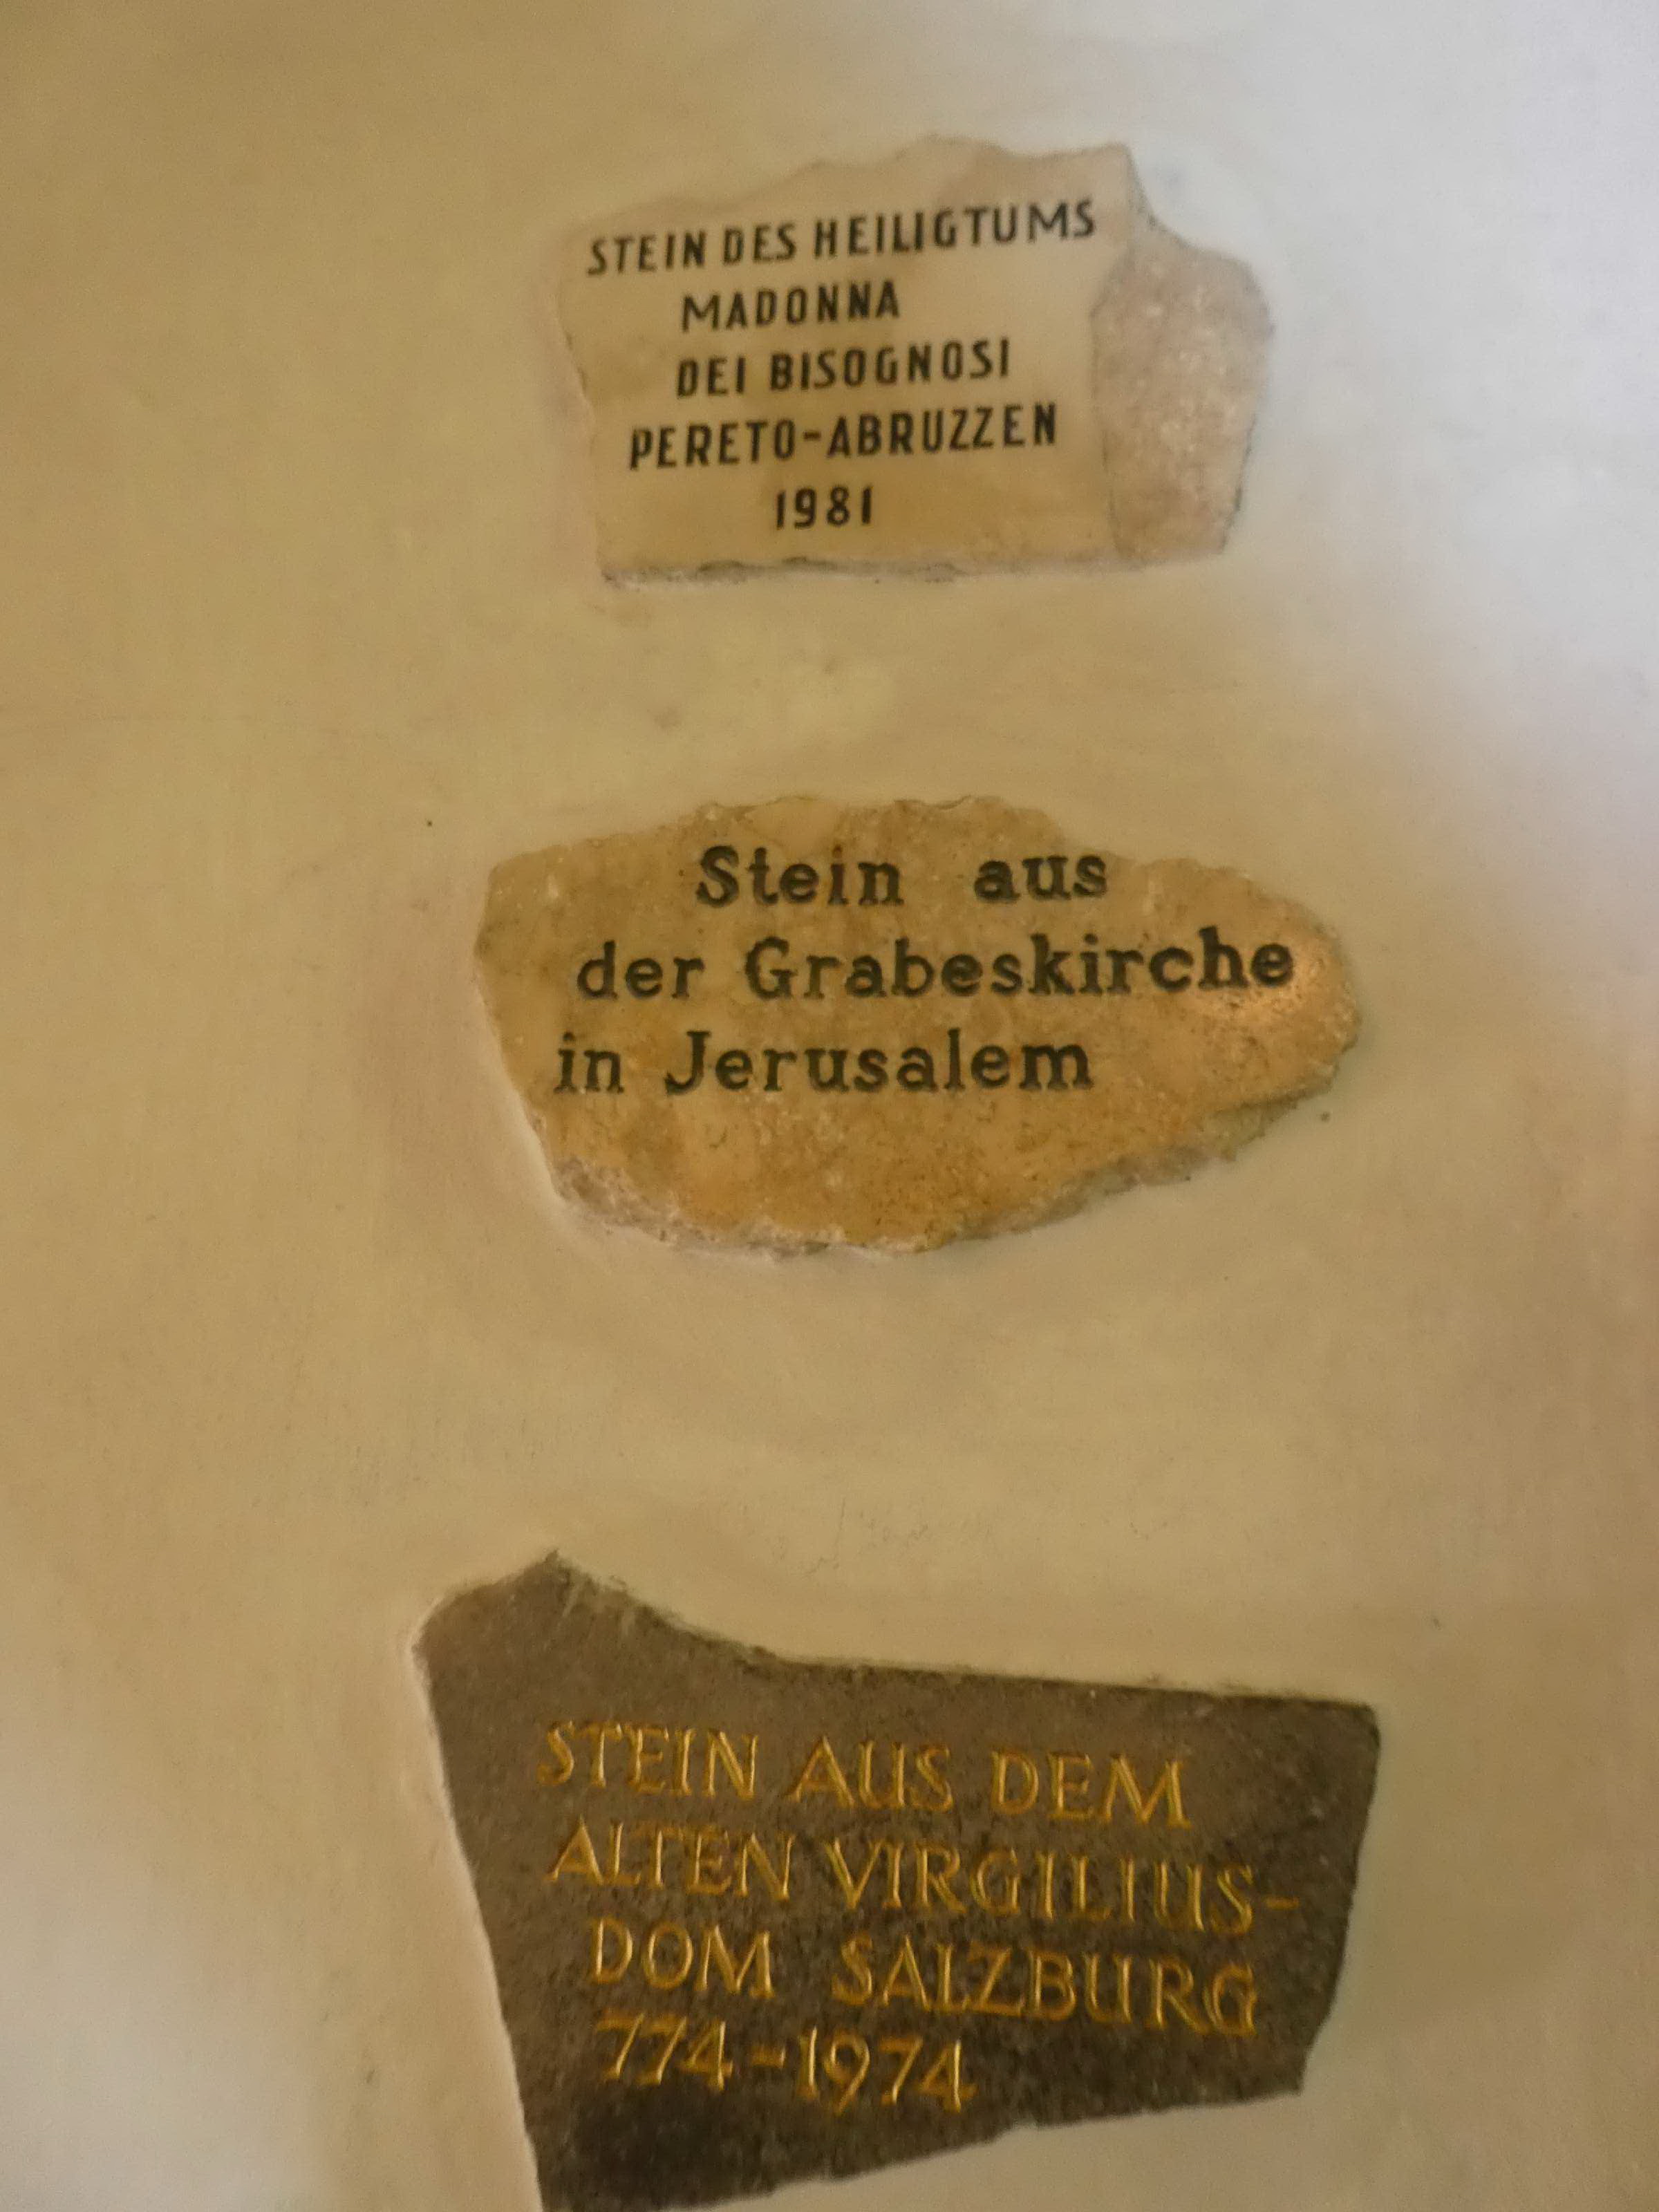 STEIN DES HEILIGTUMS
MADONNA
DEI BISOGNOSI
PERETO-ABRUZZEN
1981
Stein aus
der Grabeskirche
in Jerusalem
STEIN AUS DEM
ALTEN VIRGILIUS-
DOM SALZBURG
774-1974